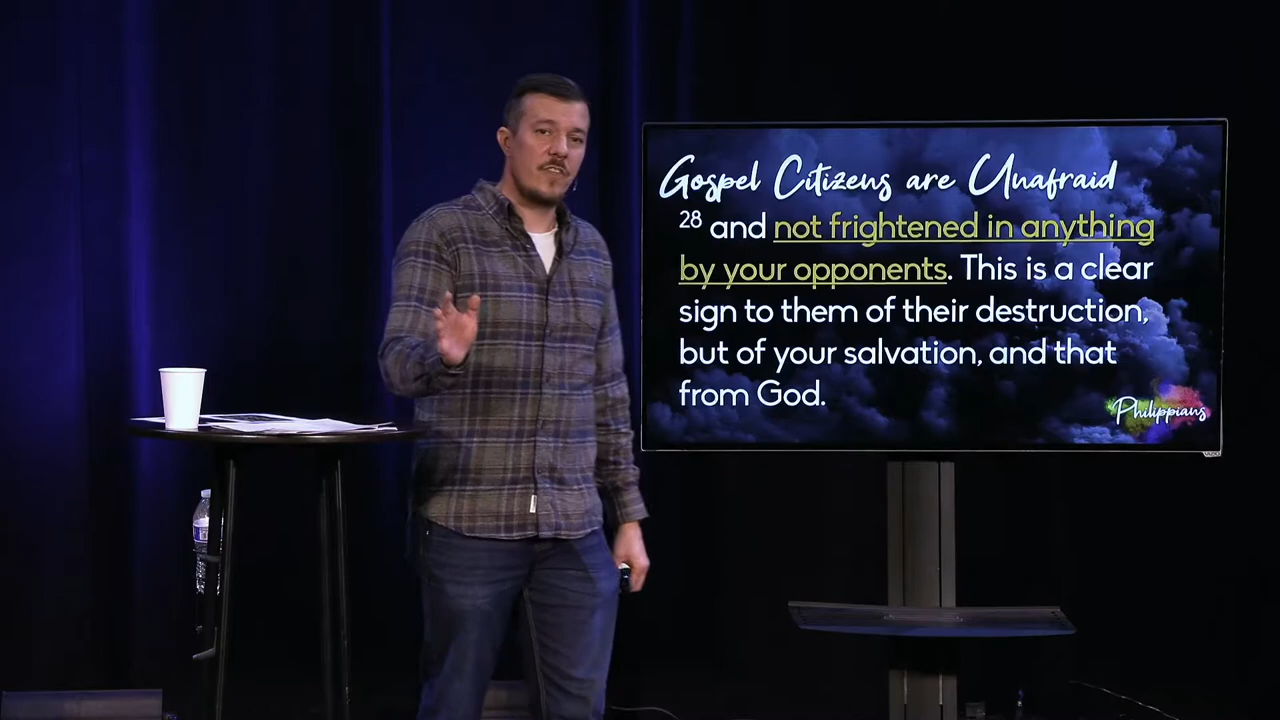 Gospel Citizens are Unafraid
28 and not frightened in anything
by your opponents. This is a clear
sign to them of their destruction,
but of your salvation, and that
from God.
Philippians
VIZIO